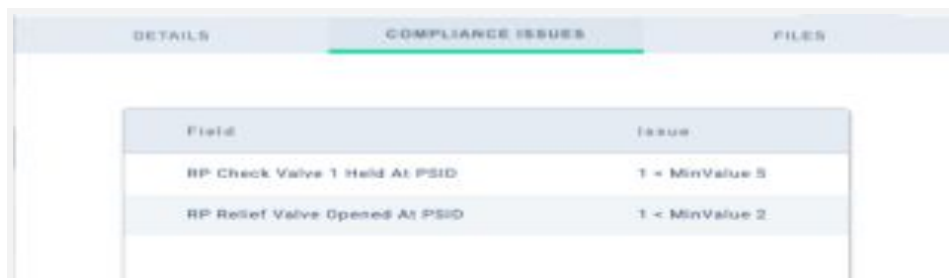 DETAILS COMPLIANCE ISSUES FILES
Field Issue
RP Check Valve 1 Held At PSID 1 < MinValue 5
RP Relief Valve Opened At PSID 1 < MinValue 2